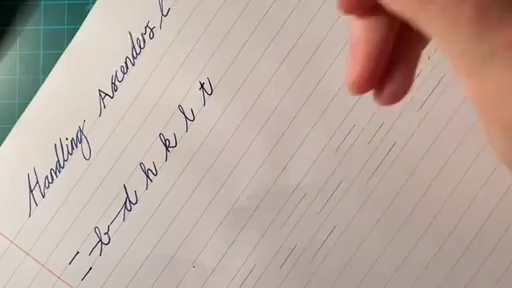 Handling Ascenders
= b d h k l t